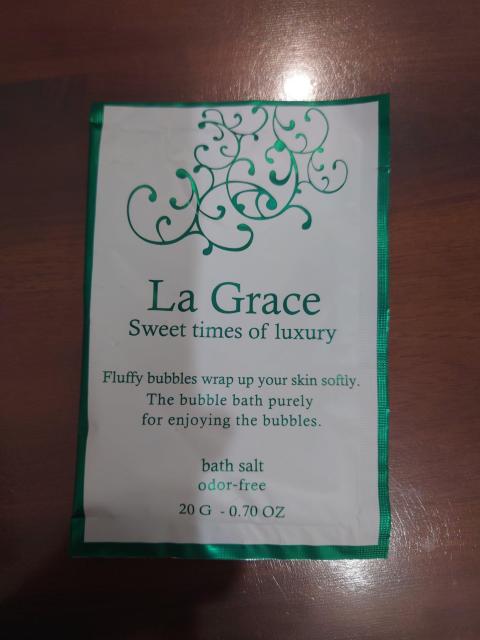 La Grace
Sweet times of luxury
Fluffy bubbles wrap up your skin softly.
The bubble bath purely
for enjoying the bubbles.
bath salt
odor-free
20 G - 0.70 OZ